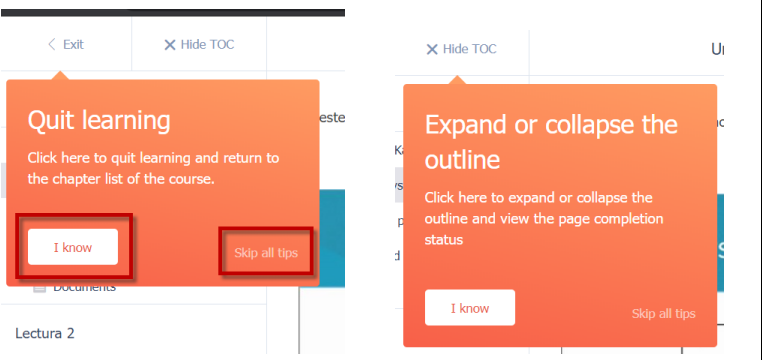 Exit
Hide TOC
Quit learning
Click here to quit learning and return to
the chapter list of the course.
I know
Skip all tips
Documents
Lectura 2
Hide TOC
Expand or collapse the
outline
Click here to expand or collapse the
outline and view the page completion
status
I know
Skip all tips